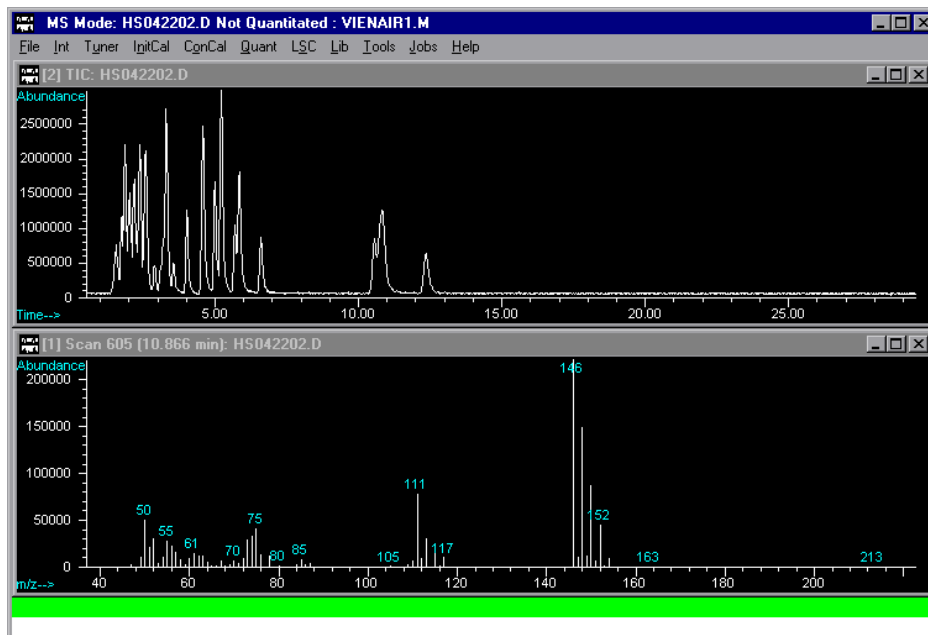 MS Mode: HS042202.D Not Quantitated : VIENAIR1.M
File Int Tuner InitCal ConCal Quant LSC Lib Tools Jobs Help
[2] TIC: HS042202.D
Abundance
2500000
2000000
1500000
1000000
500000
0
Time--> 5.00 10.00 15.00 20.00 25.00
[1] Scan 605 (10.866 min): HS042202.D
Abundance
146
200000
150000
100000
111
50 75
50000 152
55
61 117
70 80 85 105 163 213
0
m/z--> 40 60 80 100 120 140 160 180 200